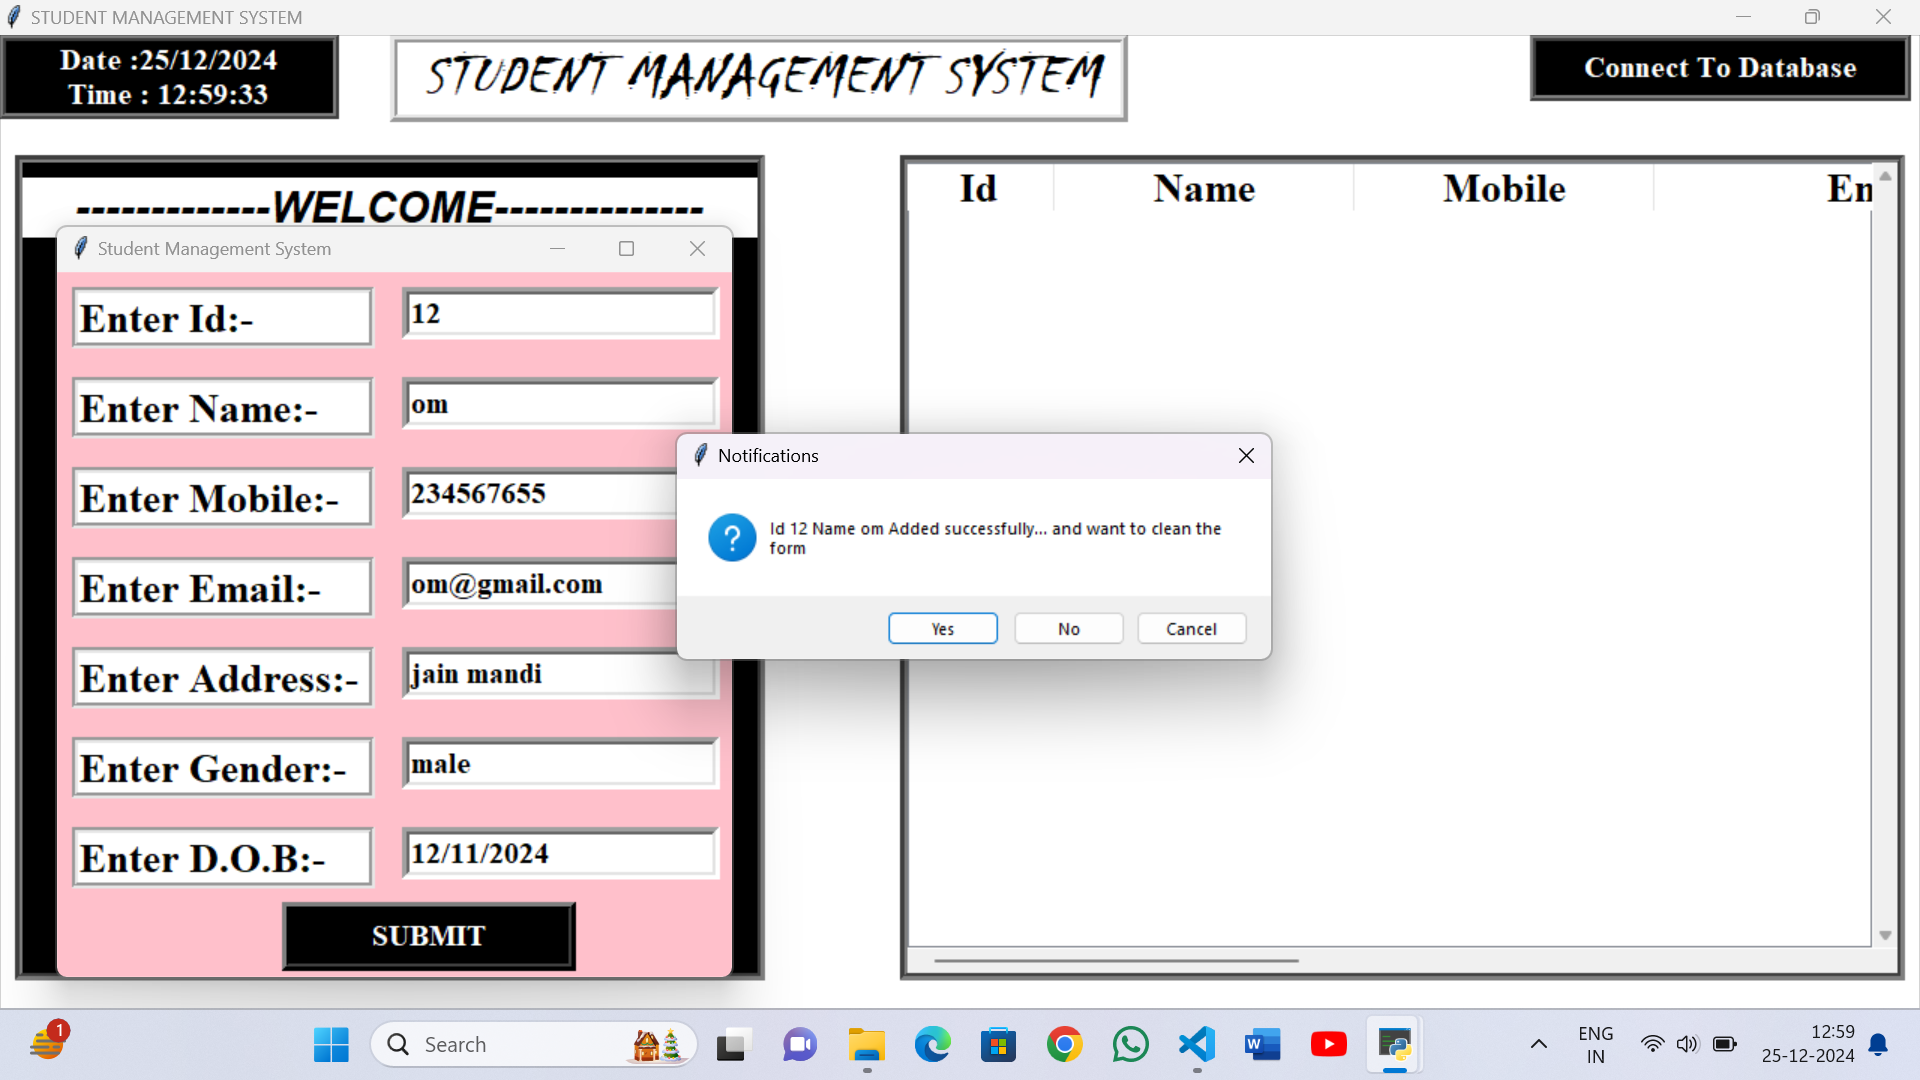 STUDENT MANAGEMENT SYSTEM
Date :25/12/2024
Time : 12:59:33
STUDENT MANAGEMENT SYSTEM
Connect To Database
-------------WELCOME--------------
Id Name Mobile En
Student Management System
Enter Id:- 12
Enter Name:- om
Enter Mobile:- 234567655
Enter Email:- om@gmail.com
Enter Address:- jain mandi
Enter Gender:- male
Enter D.O.B:- 12/11/2024
SUBMIT
Notifications
Id 12 Name om Added successfully... and want to clean the
form
Yes No Cancel
1
Search
W
ENG
IN
12:59
25-12-2024